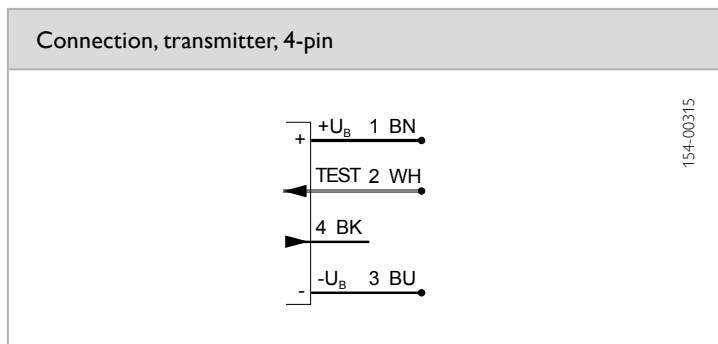 Connection, transmitter, 4-pin
154-00315
+ +U_B 1 BN
TEST 2 WH
4 BK
- -U_B 3 BU